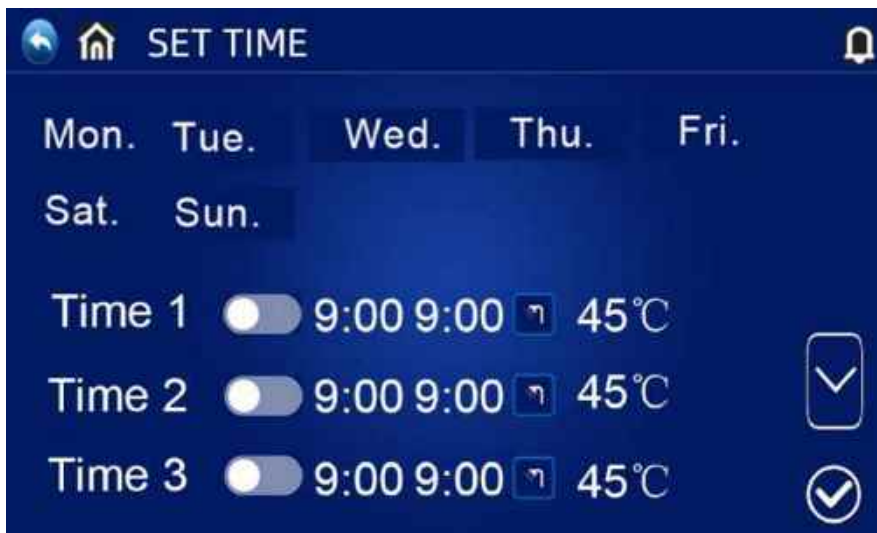 SET TIME
Mon. Tue. Wed. Thu. Fri.
Sat. Sun.
Time 1 9:00 9:00 45℃
Time 2 9:00 9:00 45℃
Time 3 9:00 9:00 45℃